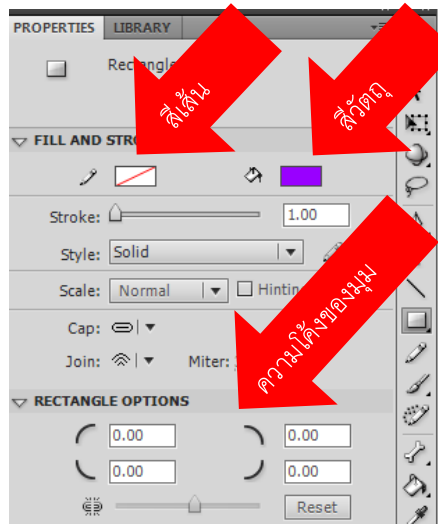 PROPERTIES LIBRARY
Rectangle
สีเส้น
สีวัตถุ
FILL AND STRO
Stroke: 1.00
Style: Solid
Scale: Normal Hinting
Cap:
Join: Miter:
ความโค้งของมุม
RECTANGLE OPTIONS
0.00 0.00
0.00 0.00
Reset